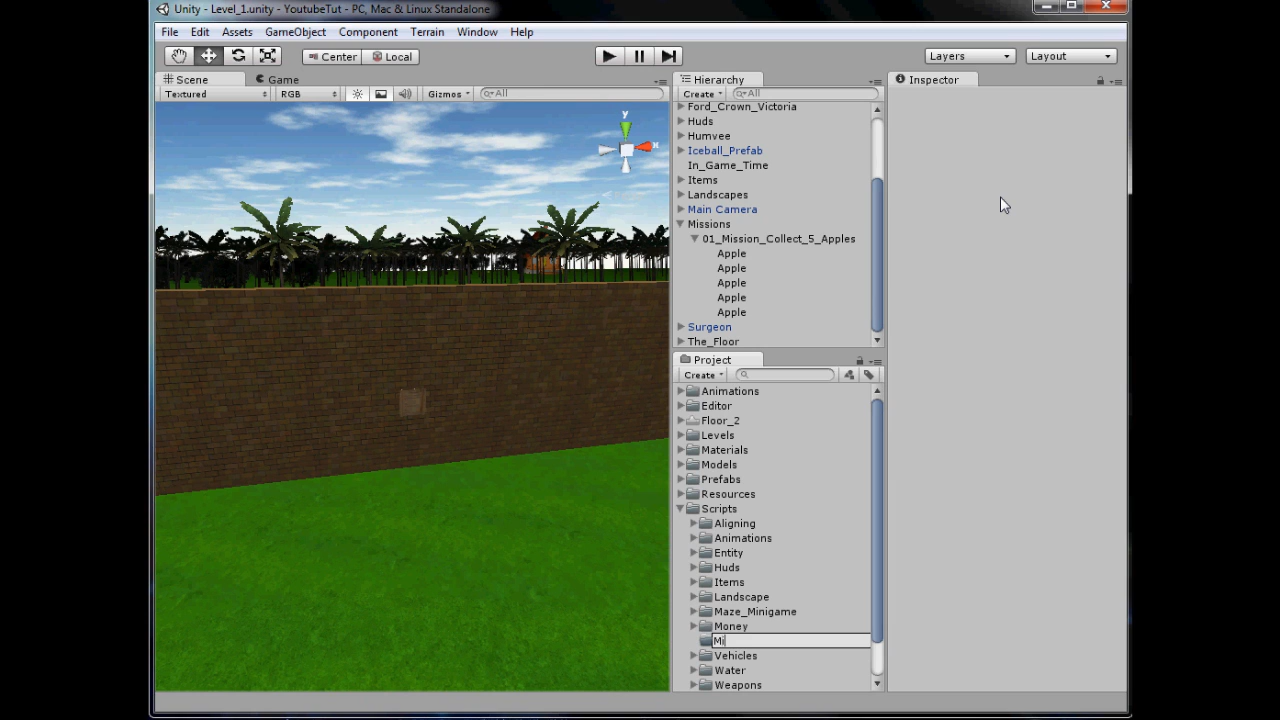 Unity - Level_1.unity - YoutubeTut - PC, Mac & Linux Standalone
File Edit Assets GameObject Component Terrain Window Help
Center Local Layers Layout
Scene Game
Textured RGB Gizmos All
y
x
Hierarchy
Create All
Ford_Crown_Victoria
Huds
Humvee
Iceball_Prefab
In_Game_Time
Items
Landscapes
Main Camera
Missions
01_Mission_Collect_5_Apples
Apple
Apple
Apple
Apple
Apple
Surgeon
The_Floor
Project
Create
Animations
Editor
Floor_2
Levels
Materials
Models
Prefabs
Resources
Scripts
Aligning
Animations
Entity
Huds
Items
Landscape
Maze_Minigame
Money
Mi
Vehicles
Water
Weapons
Inspector